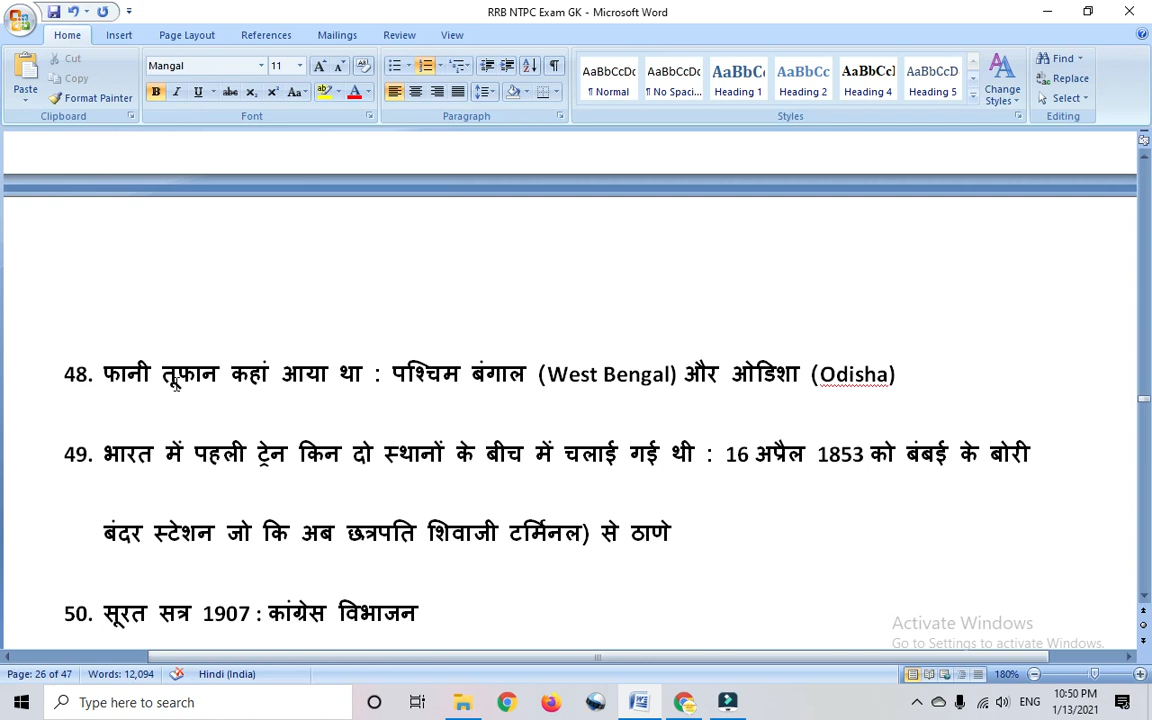 RRB NTPC Exam GK - Microsoft Word
Home Insert Page Layout References Mailings Review View
Paste
Cut
Copy
Format Painter
Clipboard
Mangal 11
Font
Paragraph
AaBbCcDc AaBbCcDc AaBbC( AaBbCc AaBbCcI AaBbCcD
¶ Normal ¶ No Spaci... Heading 1 Heading 2 Heading 4 Heading 5
Change Styles
Styles
Find
Replace
Select
Editing
48. फानी तूफान कहां आया था : पश्चिम बंगाल (West Bengal) और ओडिशा (Odisha)
49. भारत में पहली ट्रेन किन दो स्थानों के बीच में चलाई गई थी : 16 अप्रैल 1853 को बंबई के बोरी
बंदर स्टेशन जो कि अब छत्रपति शिवाजी टर्मिनल) से ठाणे
50. सूरत सत्र 1907 : कांग्रेस विभाजन
Activate Windows
Go to Settings to activate Windows.
Page: 26 of 47 Words: 12,094 Hindi (India) 180%
Type here to search
ENG
10:50 PM
1/13/2021